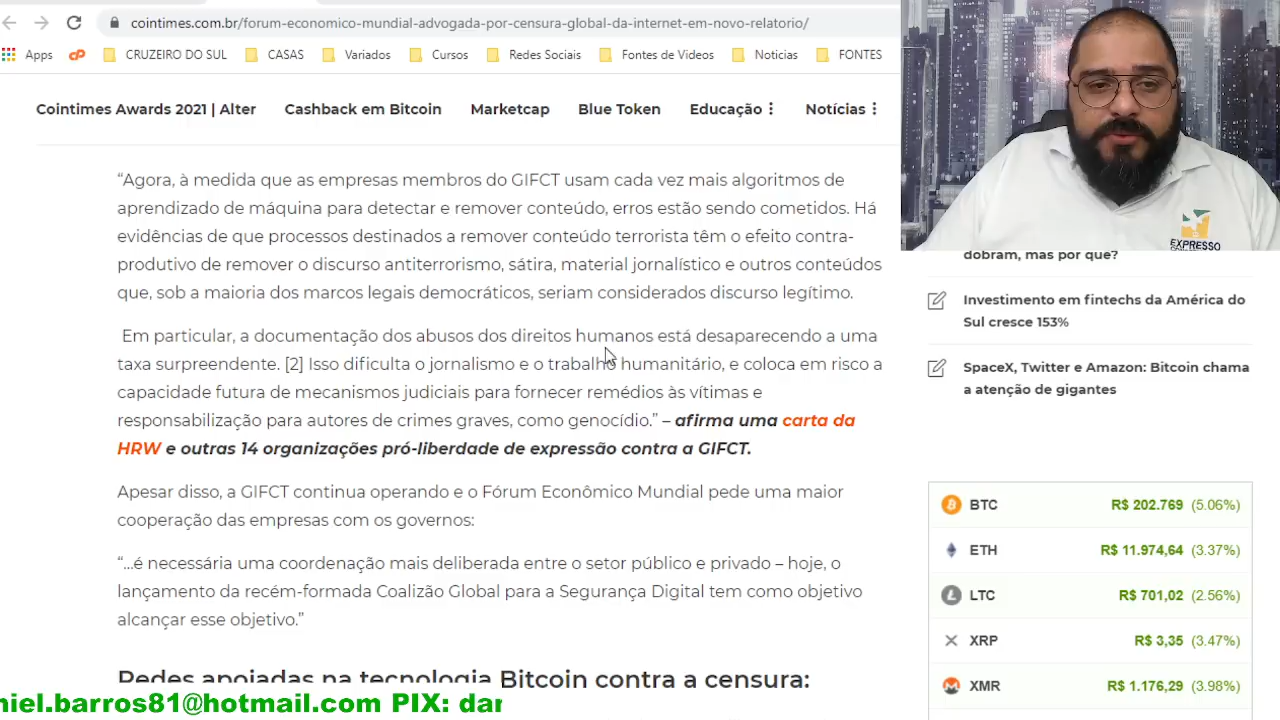 cointimes.com.br/forum-economico-mundial-advogada-por-censura-global-da-internet-em-novo-relatorio/
Apps CRUZEIRO DO SUL CASAS Variados Cursos Redes Sociais Fontes de Videos Noticias FONTES
Cointimes Awards 2021 | Alter Cashback em Bitcoin Marketcap Blue Token Educação Notícias
“Agora, à medida que as empresas membros do GIFCT usam cada vez mais algoritmos de
aprendizado de máquina para detectar e remover conteúdo, erros estão sendo cometidos. Há
evidências de que processos destinados a remover conteúdo terrorista têm o efeito contra-
produtivo de remover o discurso antiterrorismo, sátira, material jornalístico e outros conteúdos
que, sob a maioria dos marcos legais democráticos, seriam considerados discurso legítimo.
Em particular, a documentação dos abusos dos direitos humanos está desaparecendo a uma
taxa surpreendente. [2] Isso dificulta o jornalismo e o trabalho humanitário, e coloca em risco a
capacidade futura de mecanismos judiciais para fornecer remédios às vítimas e
responsabilização para autores de crimes graves, como genocídio.” – afirma uma carta da
HRW e outras 14 organizações pró-liberdade de expressão contra a GIFCT.
Apesar disso, a GIFCT continua operando e o Fórum Econômico Mundial pede uma maior
cooperação das empresas com os governos:
“…é necessária uma coordenação mais deliberada entre o setor público e privado – hoje, o
lançamento da recém-formada Coalizão Global para a Segurança Digital tem como objetivo
alcançar esse objetivo.”
Redes apoiadas na tecnologia Bitcoin contra a censura:
EXPRESSO
dobram, mas por que?
Investimento em fintechs da América do
Sul cresce 153%
SpaceX, Twitter e Amazon: Bitcoin chama
a atenção de gigantes
BTC R$ 202.769 (5.06%)
ETH R$ 11.974,64 (3.37%)
LTC R$ 701,02 (2.56%)
XRP R$ 3,35 (3.47%)
XMR R$ 1.176,29 (3.98%)
niel.barros81@hotmail.com PIX: dar